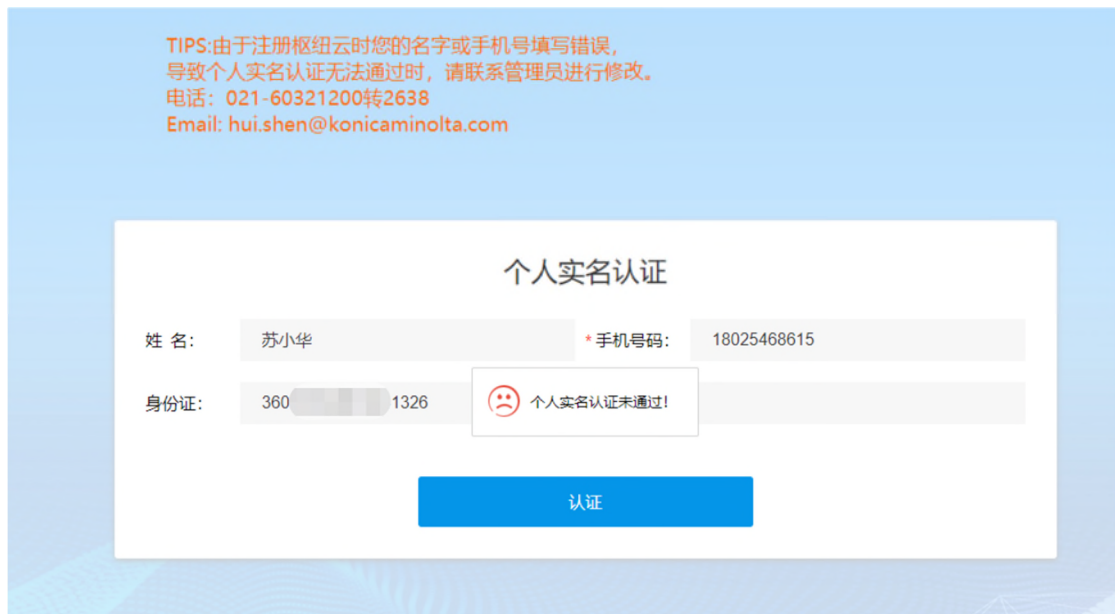 TIPS:由于注册枢纽云时您的名字或手机号填写错误，
导致个人实名认证无法通过时，请联系管理员进行修改。
电话：021-60321200转2638
Email: hui.shen@konicaminolta.com
个人实名认证
姓 名： 苏小华 *手机号码： 18025468615
身份证： 360 1326
个人实名认证未通过！
认证